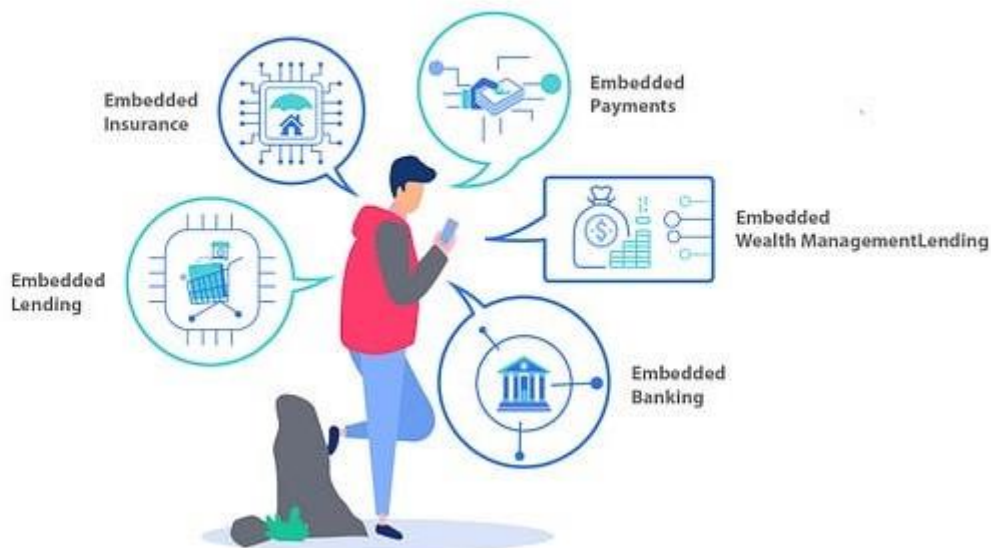 Embedded
Insurance
Embedded
Payments
Embedded
Wealth ManagementLending
Embedded
Lending
Embedded
Banking